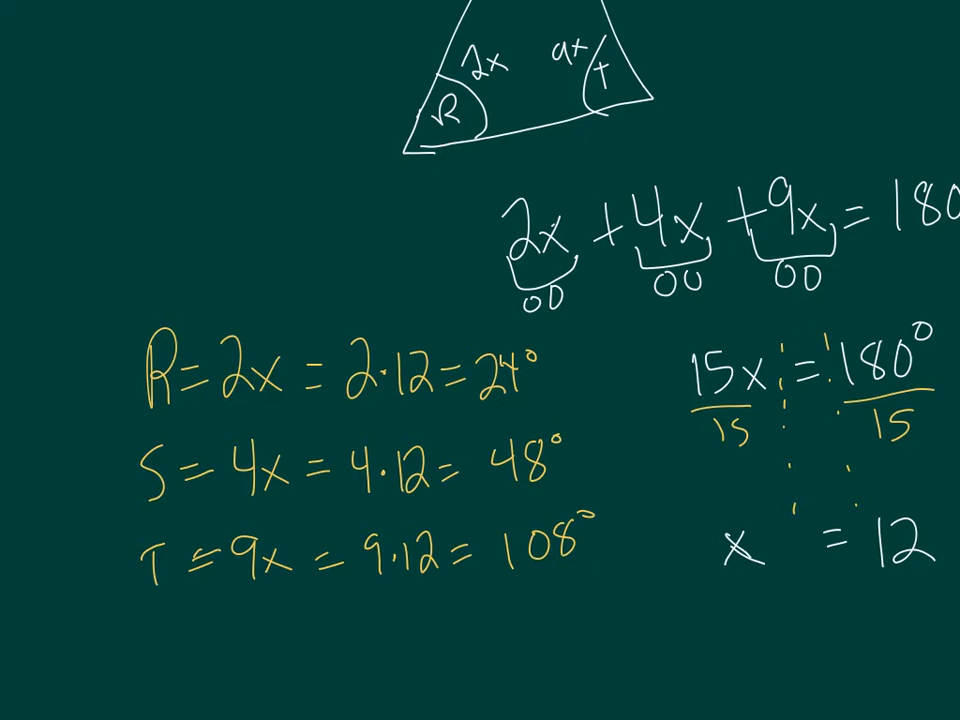 2x 9x
R T
2x + 4x + 9x = 180
00 00 00
15x = 180°
15 15
x = 12
R = 2x = 2·12 = 24°
S = 4x = 4·12 = 48°
T = 9x = 9·12 = 108°